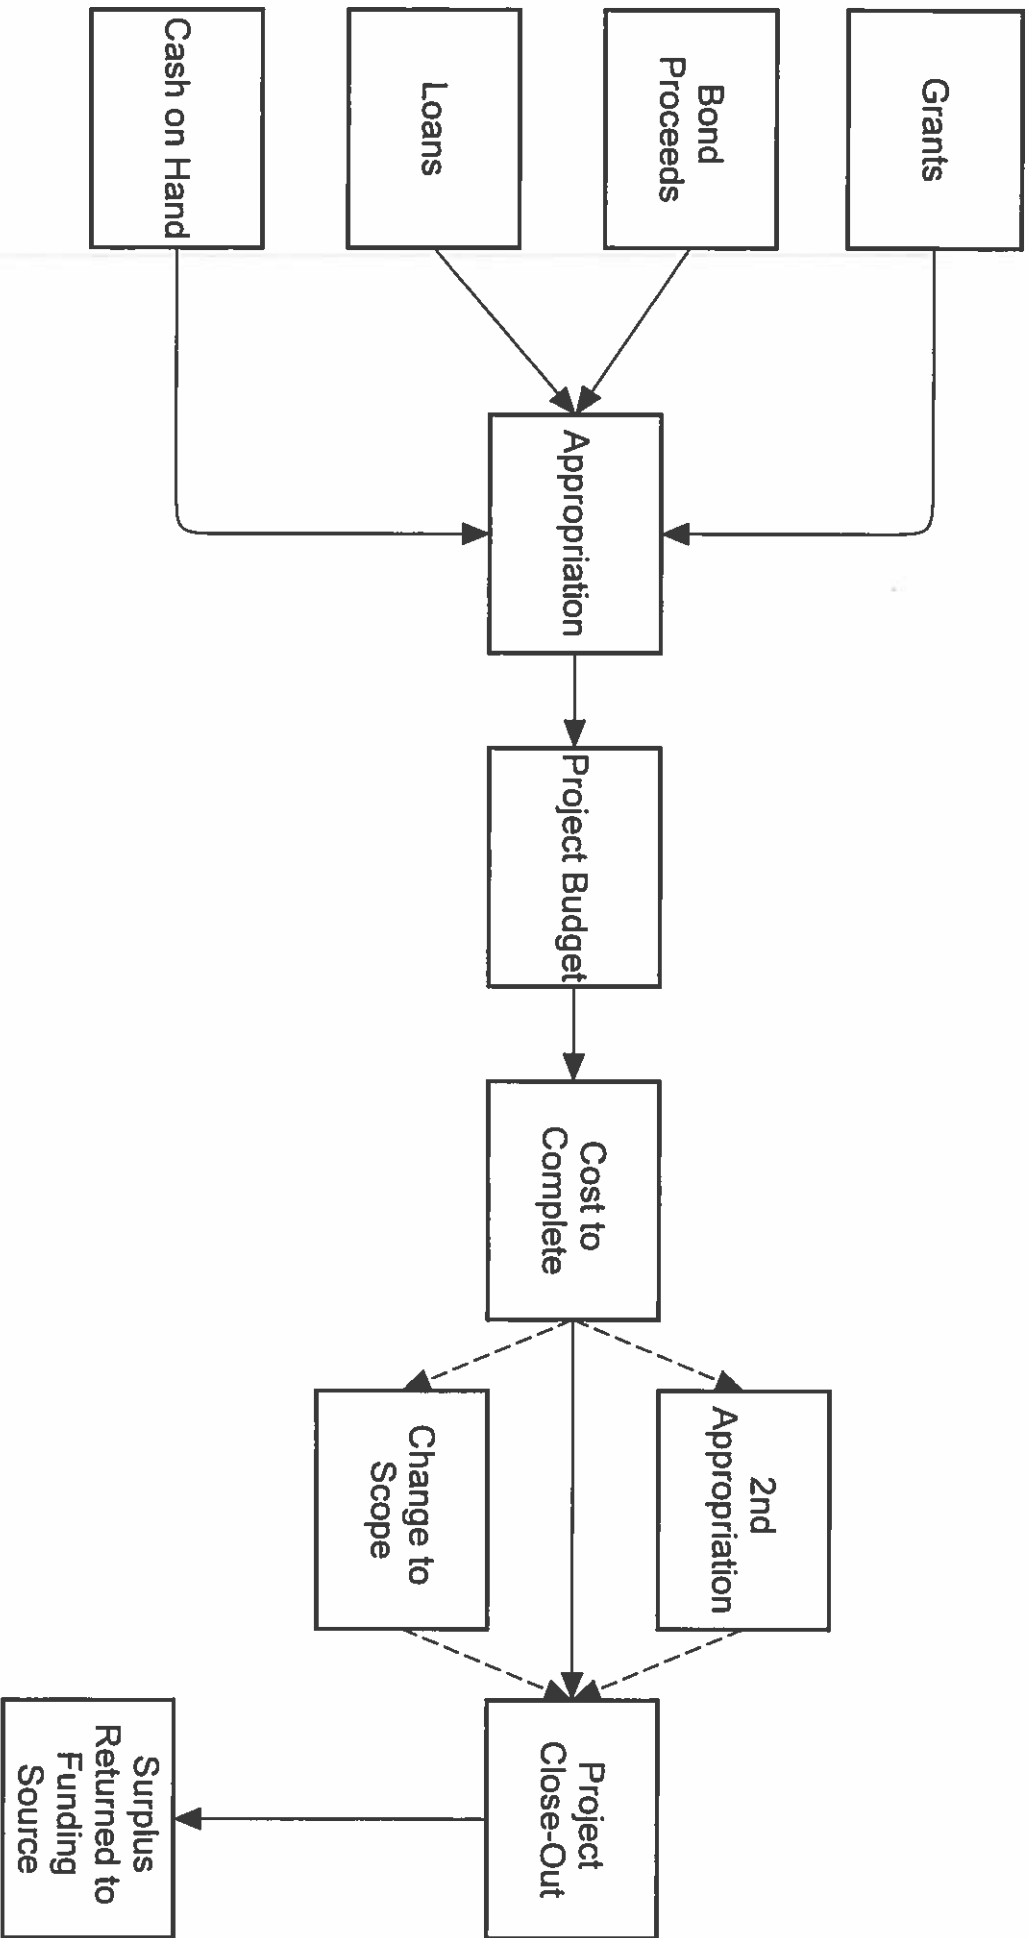 Grants
Bond
Proceeds
Loans
Cash on Hand
Appropriation
Project Budget
Cost to
Complete
2nd
Appropriation
Change to
Scope
Project
Close-Out
Surplus
Returned to
Funding
Source